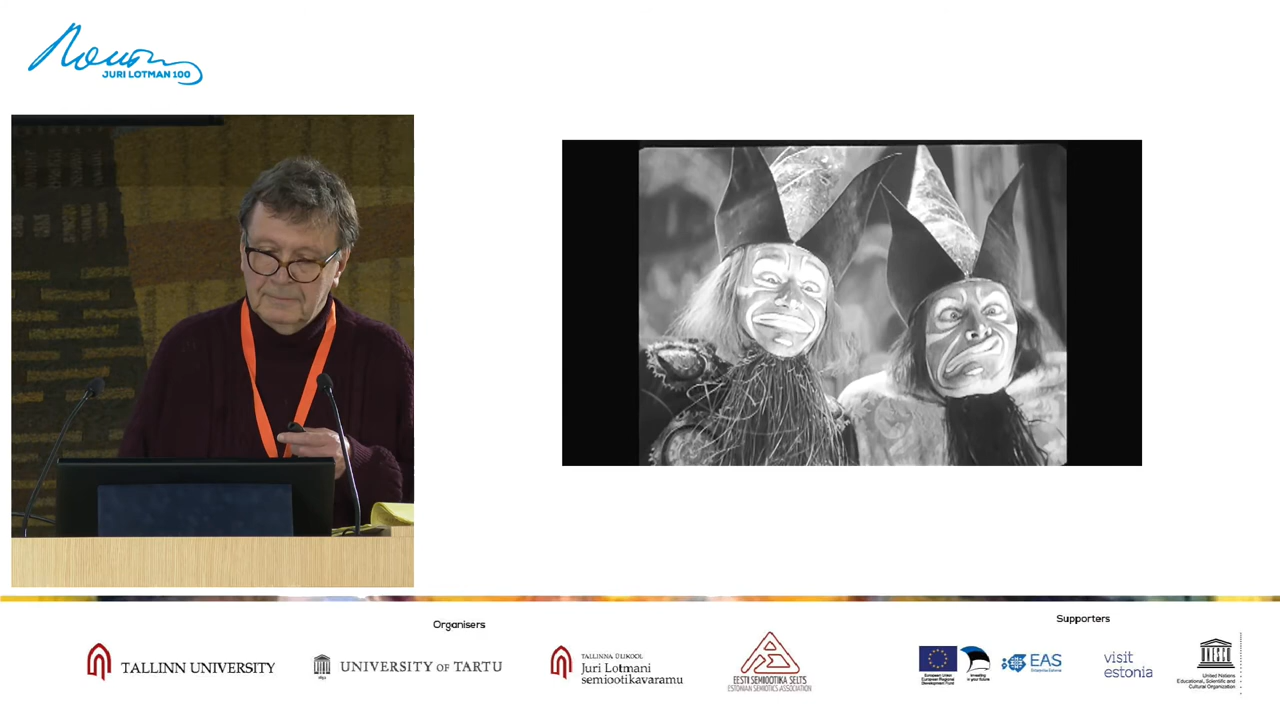 JURI LOTMAN 100
Organisers
Supporters
TALLINN UNIVERSITY
UNIVERSITY OF TARTU
1632
TALLINNA ÜLIKOOL
Juri Lotmani
semiootikavaramu
EESTI SEMIOOTIKA SELTS
ESTONIAN SEMIOTICS ASSOCIATION
European Union
European Regional
Development Fund
Investing
in your future
EAS
Enterprise Estonia
visit
estonia
United Nations
Educational, Scientific and
Cultural Organization